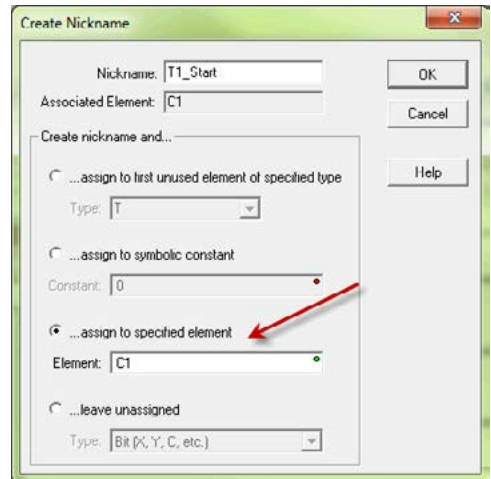 Create Nickname
Nickname: T1_Start
OK
Associated Element: C1
Cancel
Create nickname and...
...assign to first unused element of specified type
Help
Type: T
...assign to symbolic constant
Constant: 0
...assign to specified element
Element: C1
...leave unassigned
Type: Bit (X, Y, C, etc.)